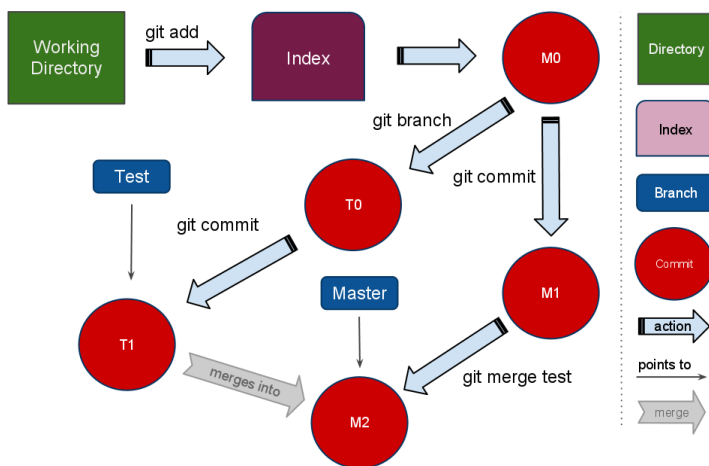 git add
Working
Directory
Index
M0
Directory
git branch
Index
Test
git commit
Branch
T0
git commit
Commit
Master
M1
T1
action
merges into
git merge test
points to
M2
merge